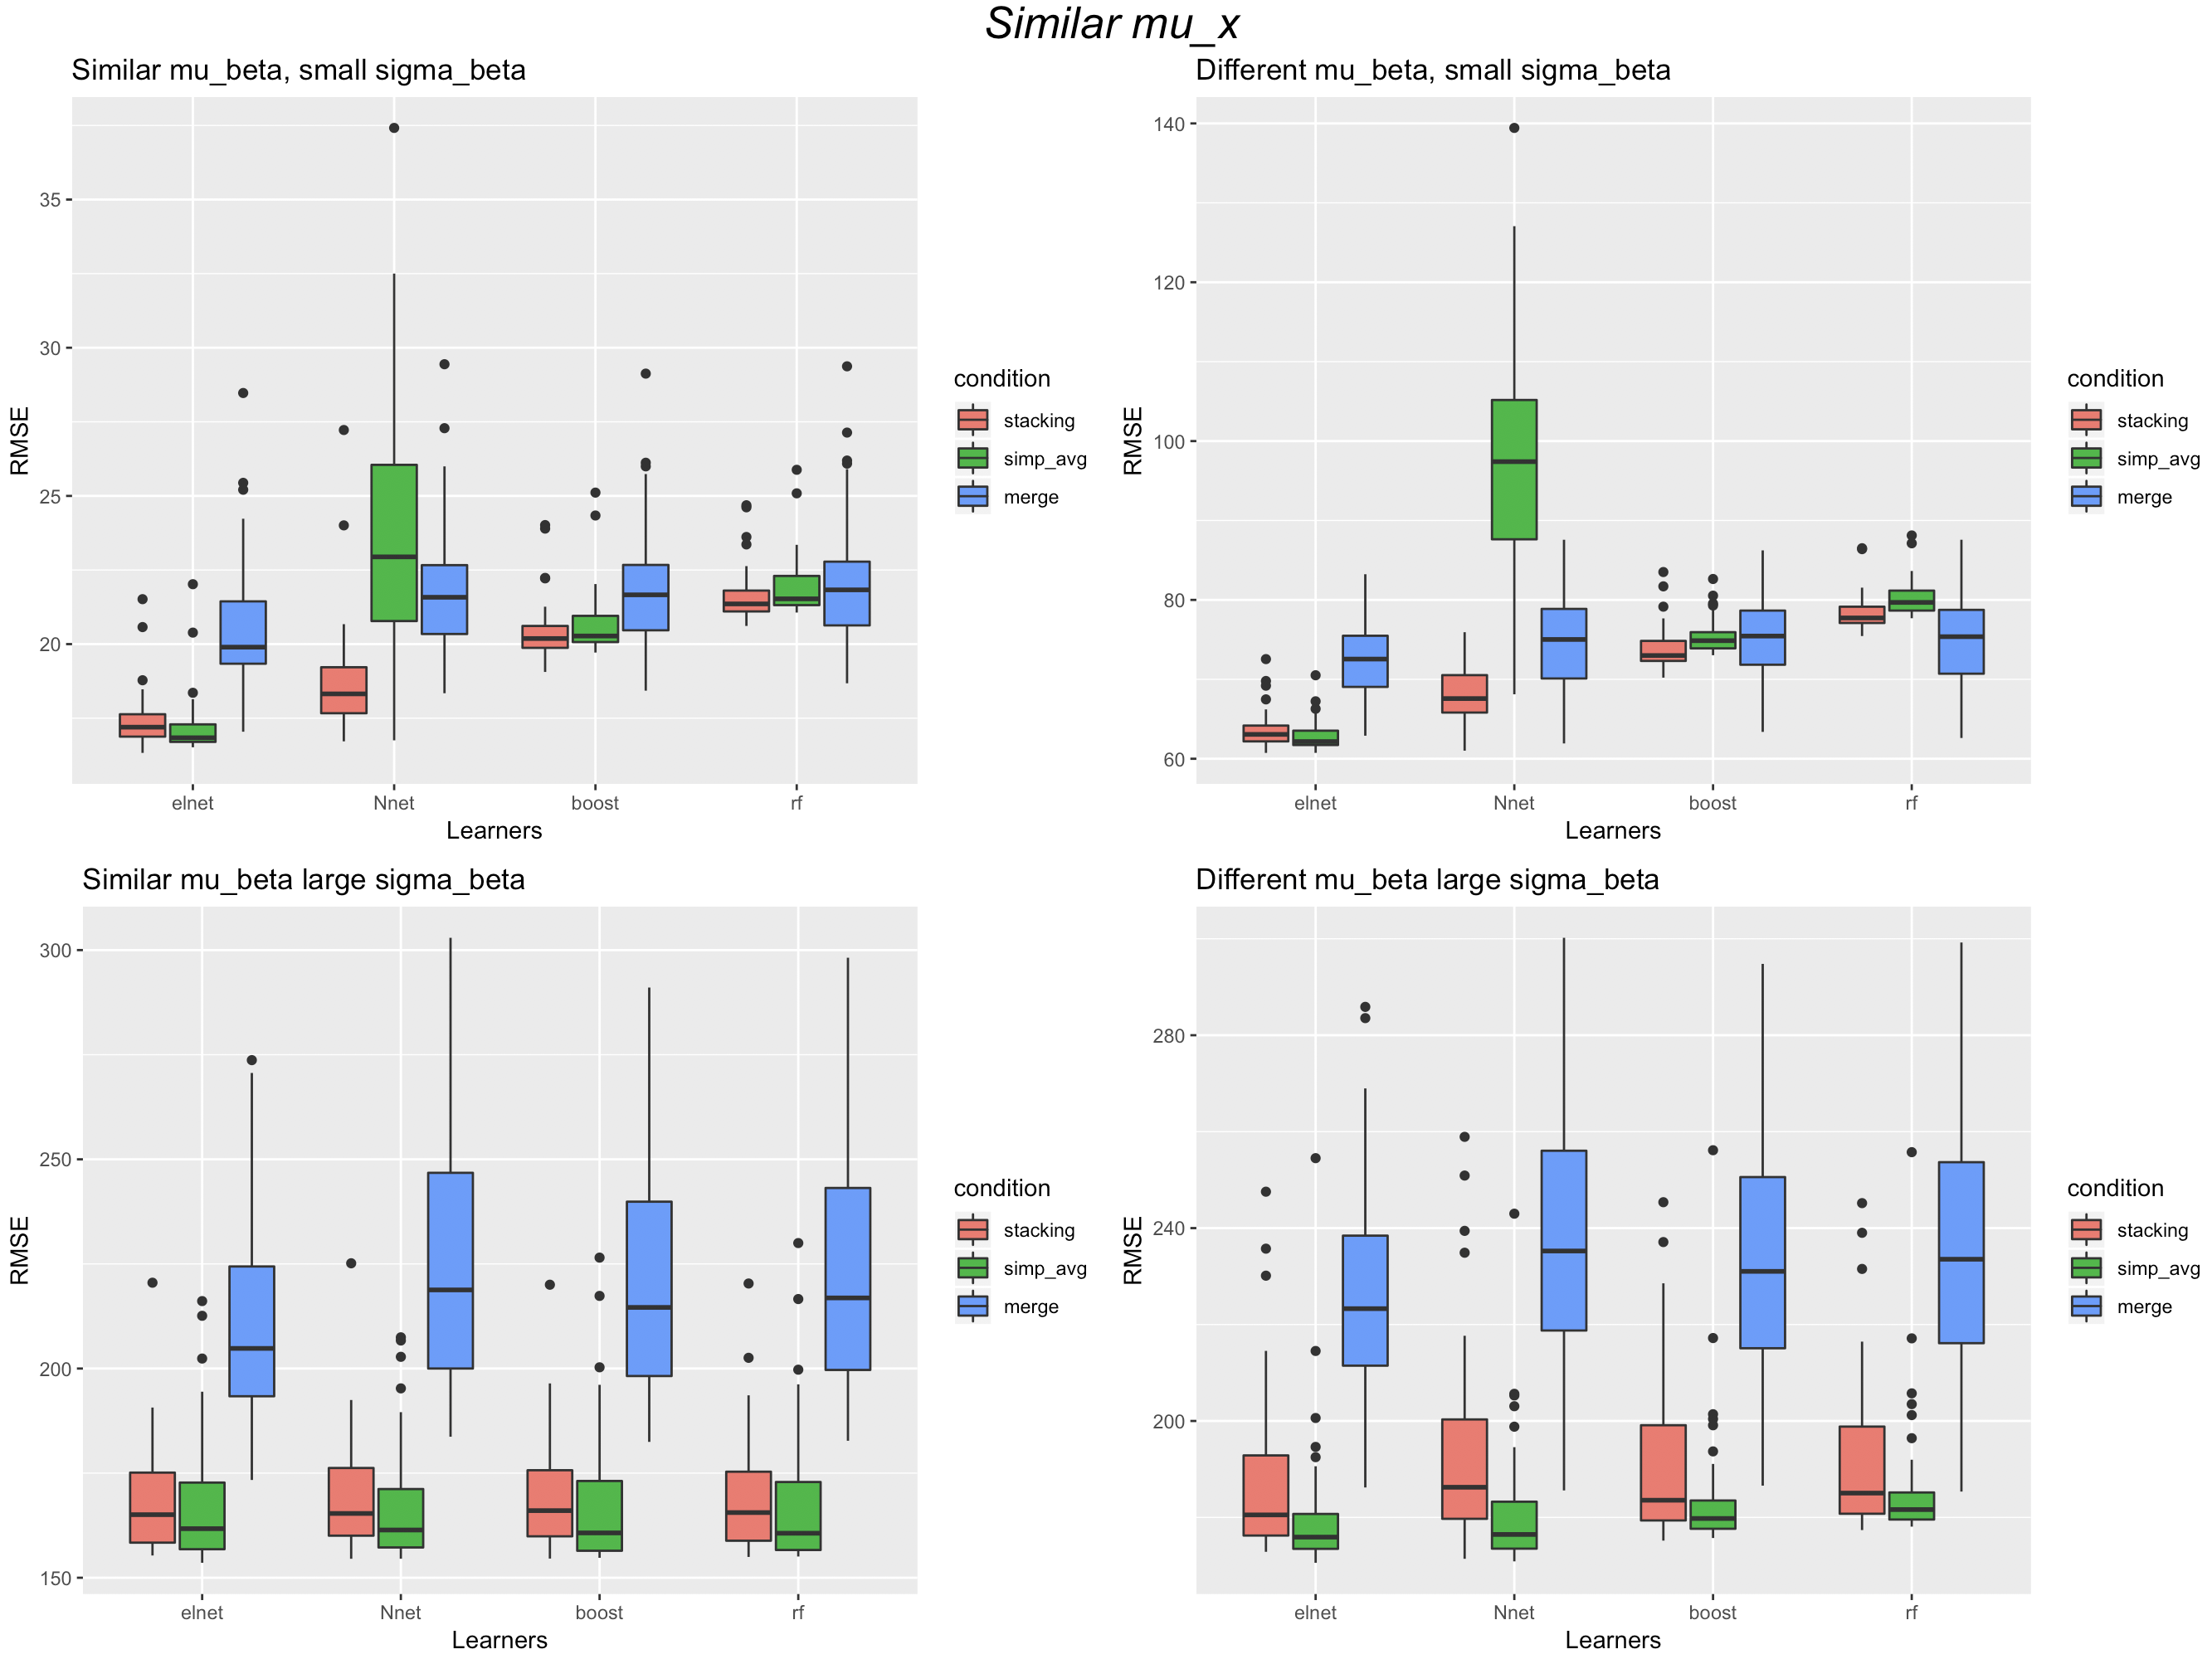 Similar mu_x
Similar mu_beta, small sigma_beta
RMSE
35
30
25
20
elnet
Nnet
boost
rf
Learners
condition
stacking
simp_avg
merge
Different mu_beta, small sigma_beta
RMSE
140
120
100
80
60
elnet
Nnet
boost
rf
Learners
condition
stacking
simp_avg
merge
Similar mu_beta large sigma_beta
RMSE
300
250
200
150
elnet
Nnet
boost
rf
Learners
condition
stacking
simp_avg
merge
Different mu_beta large sigma_beta
RMSE
280
240
200
elnet
Nnet
boost
rf
Learners
condition
stacking
simp_avg
merge